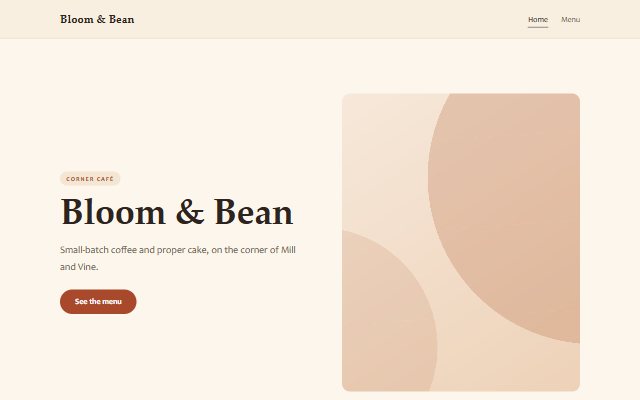 Bloom & Bean
Home Menu
CORNER CAFÉ
Bloom & Bean
Small-batch coffee and proper cake, on the corner of Mill
and Vine.
See the menu